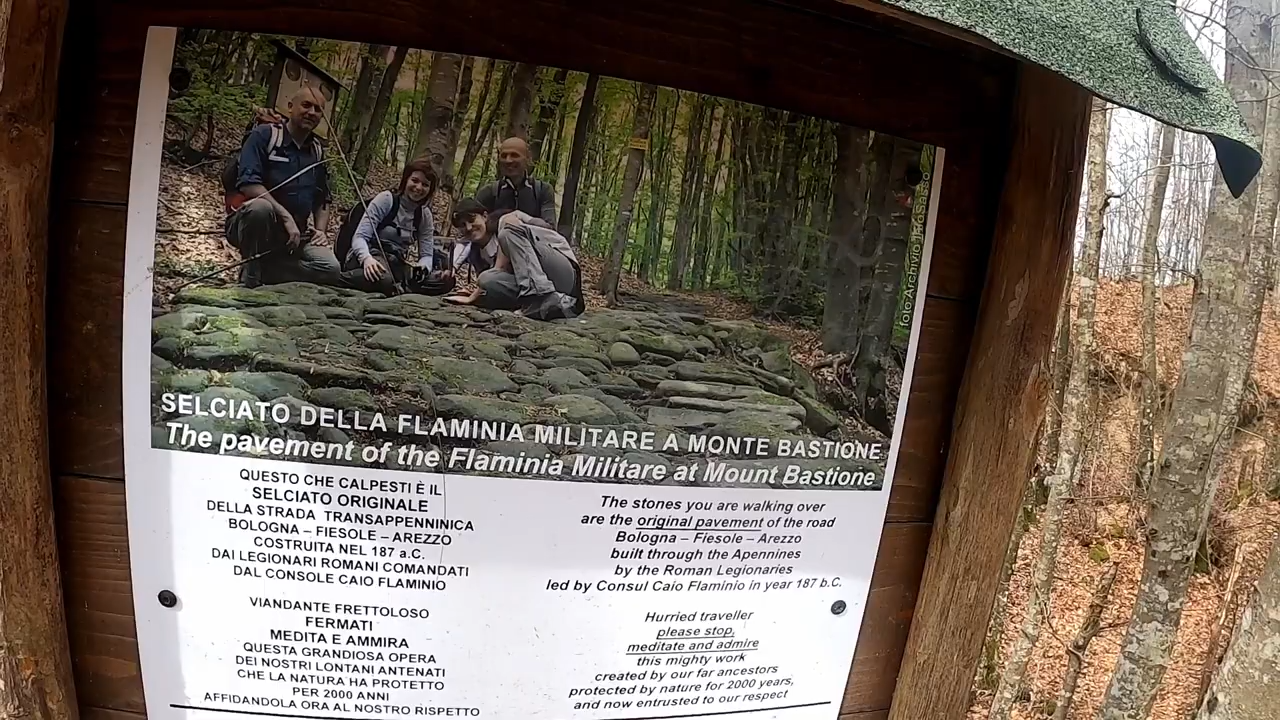 foto Archivio
SELCIATO DELLA FLAMINIA MILITARE A MONTE BASTIONE
The pavement of the Flaminia Militare at Mount Bastione
QUESTO CHE CALPESTI È IL
SELCIATO ORIGINALE
DELLA STRADA TRANSAPPENNINICA
BOLOGNA – FIESOLE – AREZZO
COSTRUITA NEL 187 a.C.
DAI LEGIONARI ROMANI COMANDATI
DAL CONSOLE CAIO FLAMINIO
VIANDANTE FRETTOLOSO
FERMATI
MEDITA E AMMIRA
QUESTA GRANDIOSA OPERA
DEI NOSTRI LONTANI ANTENATI
CHE LA NATURA HA PROTETTO
PER 2000 ANNI
AFFIDANDOLA ORA AL NOSTRO RISPETTO
The stones you are walking over
are the original pavement of the road
Bologna – Fiesole – Arezzo
built through the Apennines
by the Roman Legionaries
led by Consul Caio Flaminio in year 187 b.C.
Hurried traveller
please stop,
meditate and admire
this mighty work
created by our far ancestors
protected by nature for 2000 years,
and now entrusted to our respect